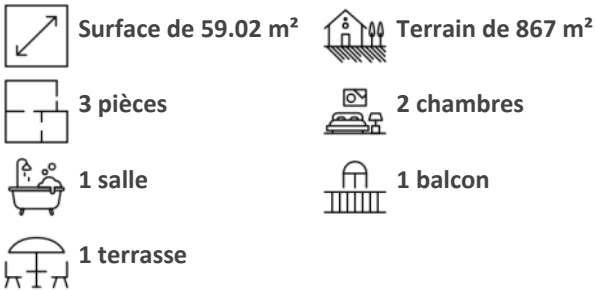 Surface de 59.02 m²
Terrain de 867 m²
3 pièces
2 chambres
1 salle
1 balcon
1 terrasse